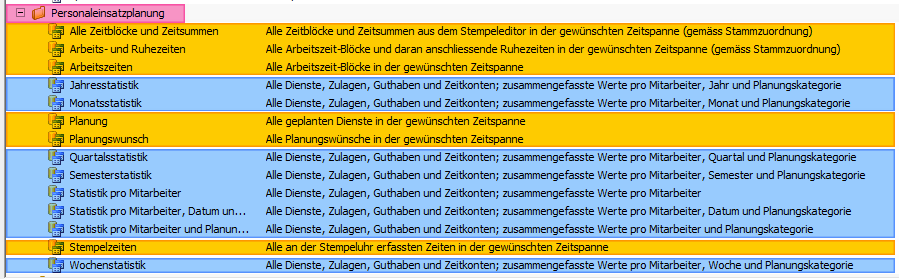 Personaleinsatzplanung
Alle Zeitblöcke und Zeitsummen Alle Zeitblöcke und Zeitsummen aus dem Stempeleditor in der gewünschten Zeitspanne (gemäss Stammzuordnung)
Arbeits- und Ruhezeiten Alle Arbeitszeit-Blöcke und daran anschliessende Ruhezeiten in der gewünschten Zeitspanne (gemäss Stammzuordnung)
Arbeitszeiten Alle Arbeitszeit-Blöcke in der gewünschten Zeitspanne
Jahresstatistik Alle Dienste, Zulagen, Guthaben und Zeitkonten; zusammengefasste Werte pro Mitarbeiter, Jahr und Planungskategorie
Monatsstatistik Alle Dienste, Zulagen, Guthaben und Zeitkonten; zusammengefasste Werte pro Mitarbeiter, Monat und Planungskategorie
Planung Alle geplanten Dienste in der gewünschten Zeitspanne
Planungswunsch Alle Planungswünsche in der gewünschten Zeitspanne
Quartalsstatistik Alle Dienste, Zulagen, Guthaben und Zeitkonten; zusammengefasste Werte pro Mitarbeiter, Quartal und Planungskategorie
Semesterstatistik Alle Dienste, Zulagen, Guthaben und Zeitkonten; zusammengefasste Werte pro Mitarbeiter, Semester und Planungskategorie
Statistik pro Mitarbeiter Alle Dienste, Zulagen, Guthaben und Zeitkonten; zusammengefasste Werte pro Mitarbeiter
Statistik pro Mitarbeiter, Datum un... Alle Dienste, Zulagen, Guthaben und Zeitkonten; zusammengefasste Werte pro Mitarbeiter, Datum und Planungskategorie
Statistik pro Mitarbeiter und Planun... Alle Dienste, Zulagen, Guthaben und Zeitkonten; zusammengefasste Werte pro Mitarbeiter und Planungskategorie
Stempelzeiten Alle an der Stempeluhr erfassten Zeiten in der gewünschten Zeitspanne
Wochenstatistik Alle Dienste, Zulagen, Guthaben und Zeitkonten; zusammengefasste Werte pro Mitarbeiter, Woche und Planungskategorie